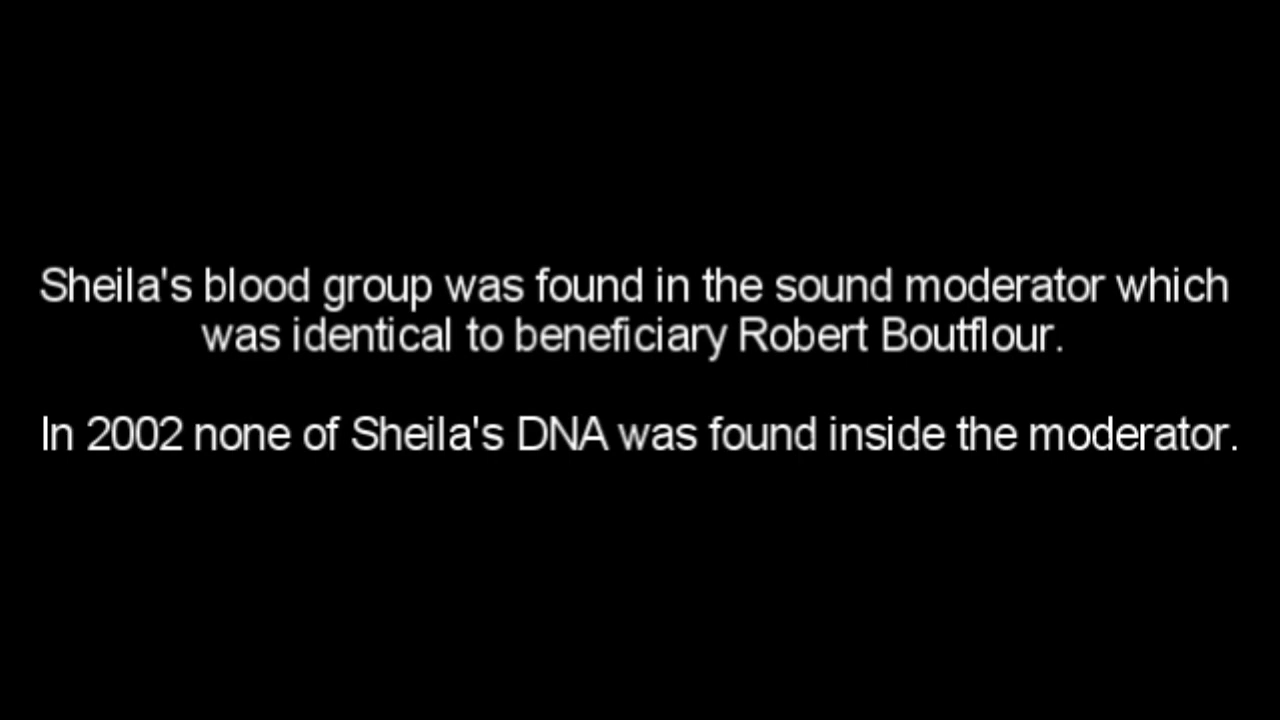 Sheila's blood group was found in the sound moderator which
was identical to beneficiary Robert Boutflour.
In 2002 none of Sheila's DNA was found inside the moderator.